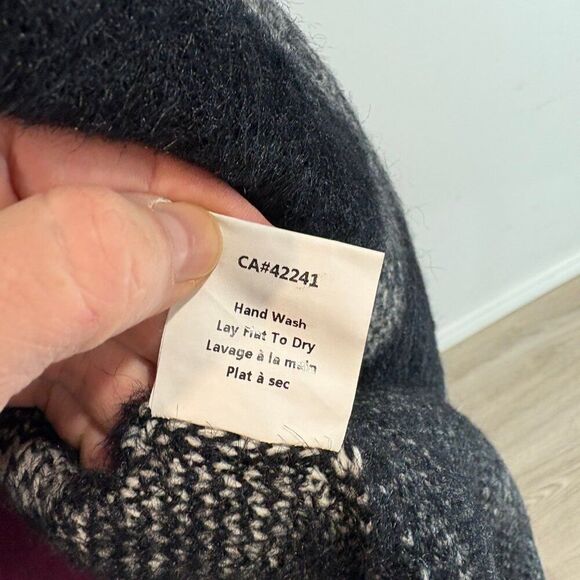 CA#42241
Hand Wash
Lay Flat To Dry
Lavage à la main
Plat à sec